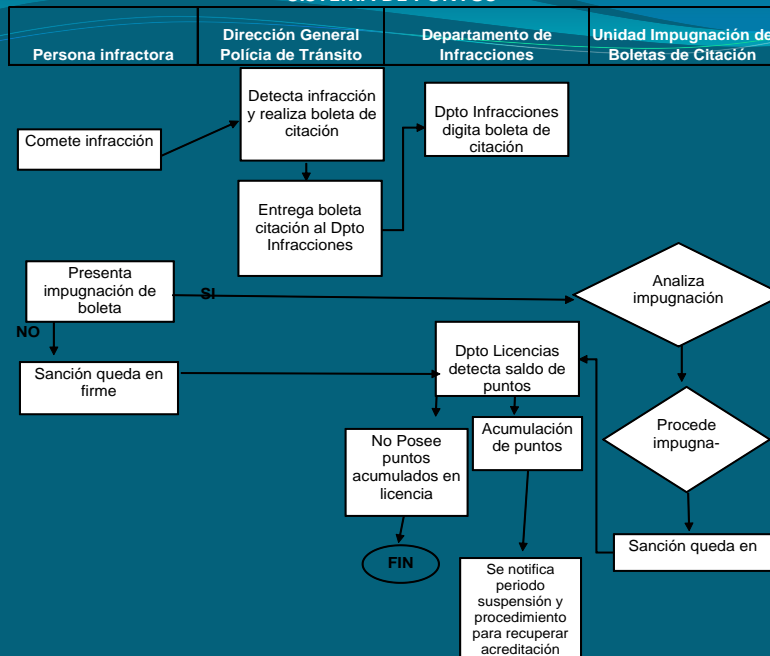 SISTEMA DE PUNTOS
Persona infractora
Dirección General
Polícia de Tránsito
Departamento de
Infracciones
Unidad Impugnación de
Boletas de Citación
Comete infracción
Detecta infracción
y realiza boleta de
citación
Dpto Infracciones
digita boleta de
citación
Entrega boleta
citación al Dpto
Infracciones
Presenta
impugnación de
boleta
SI
Analiza
impugnación
NO
Sanción queda en
firme
Dpto Licencias
detecta saldo de
puntos
Procede
impugna-
No Posee
puntos
acumulados en
licencia
Acumulación
de puntos
Sanción queda en
FIN
Se notifica
periodo
suspensión y
procedimiento
para recuperar
acreditación